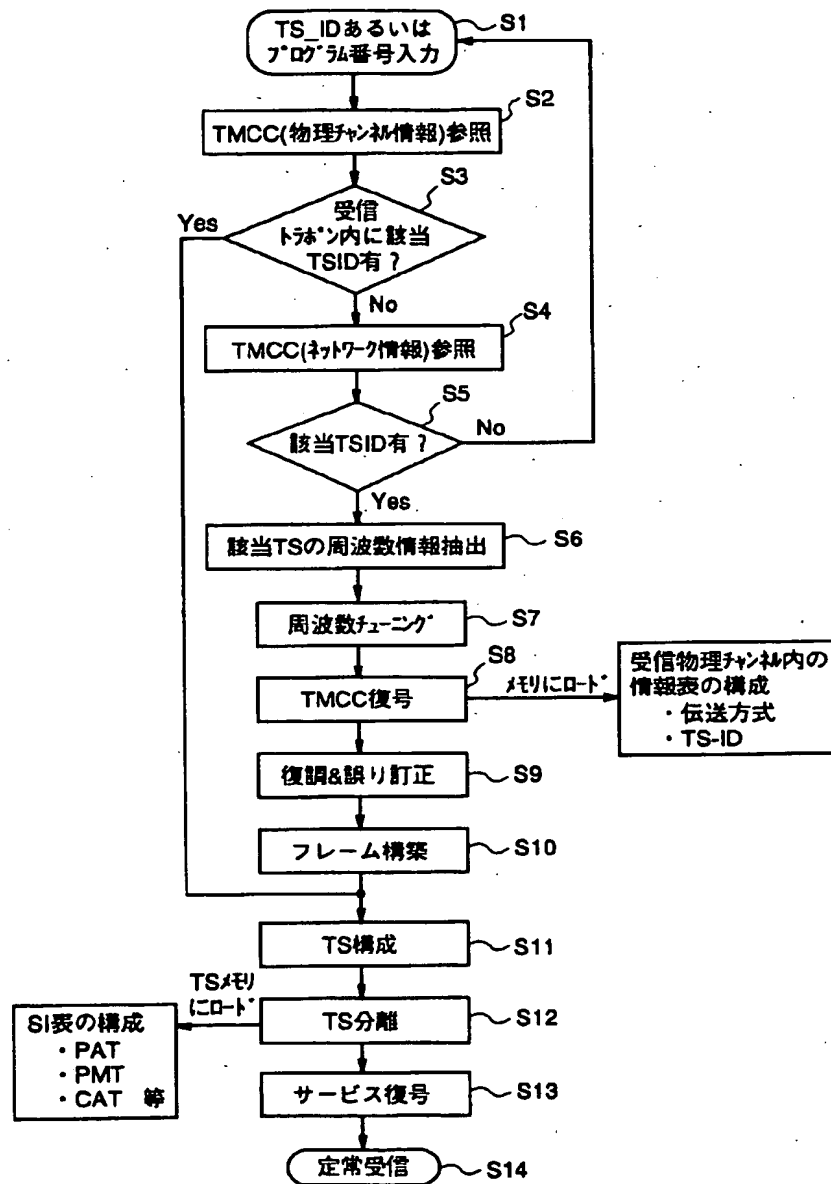 TS_IDあるいは
プログラム番号入力
S1
S2
TMCC(物理チャンネル情報)参照
S3
Yes
受信
トラポン内に該当
TSID有?
No
S4
TMCC(ネットワーク情報)参照
S5
該当TSID有?
No
Yes
該当TSの周波数情報抽出
S6
周波数チューニング
S7
S8
TMCC復号
メモリにロード
受信物理チャンネル内の
情報表の構成
・伝送方式
・TS-ID
復調&誤り訂正
S9
フレーム構築
S10
TS構成
S11
TSメモリ
にロード
TS分離
S12
SI表の構成
・PAT
・PMT
・CAT 等
サービス復号
S13
定常受信
S14